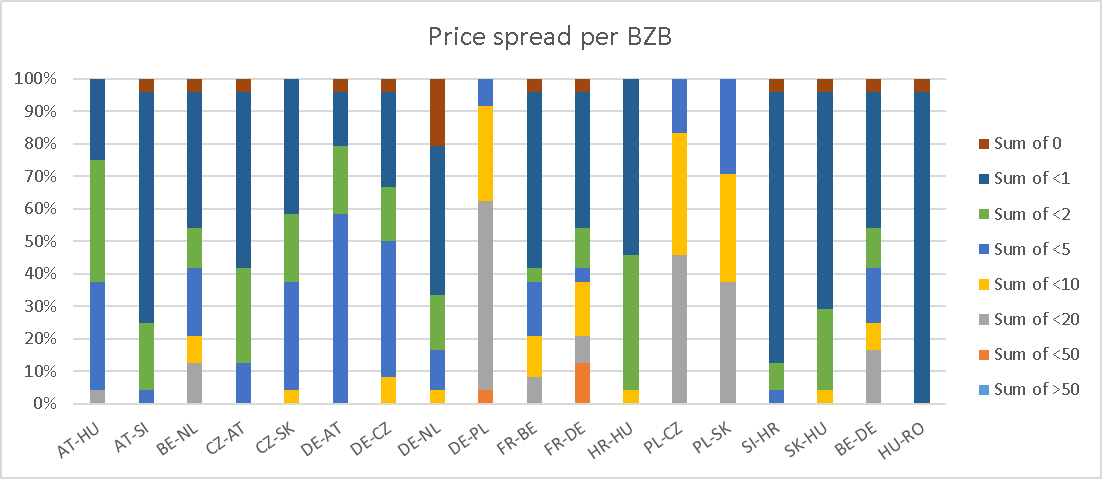 Price spread per BZB
100%
90%
80%
70%
60%
50%
40%
30%
20%
10%
0%
AT-HU
AT-SI
BE-NL
CZ-AT
CZ-SK
DE-AT
DE-CZ
DE-NL
DE-PL
FR-BE
FR-DE
HR-HU
PL-CZ
PL-SK
SI-HR
SK-HU
BE-DE
HU-RO
Sum of 0
Sum of <1
Sum of <2
Sum of <5
Sum of <10
Sum of <20
Sum of <50
Sum of >50